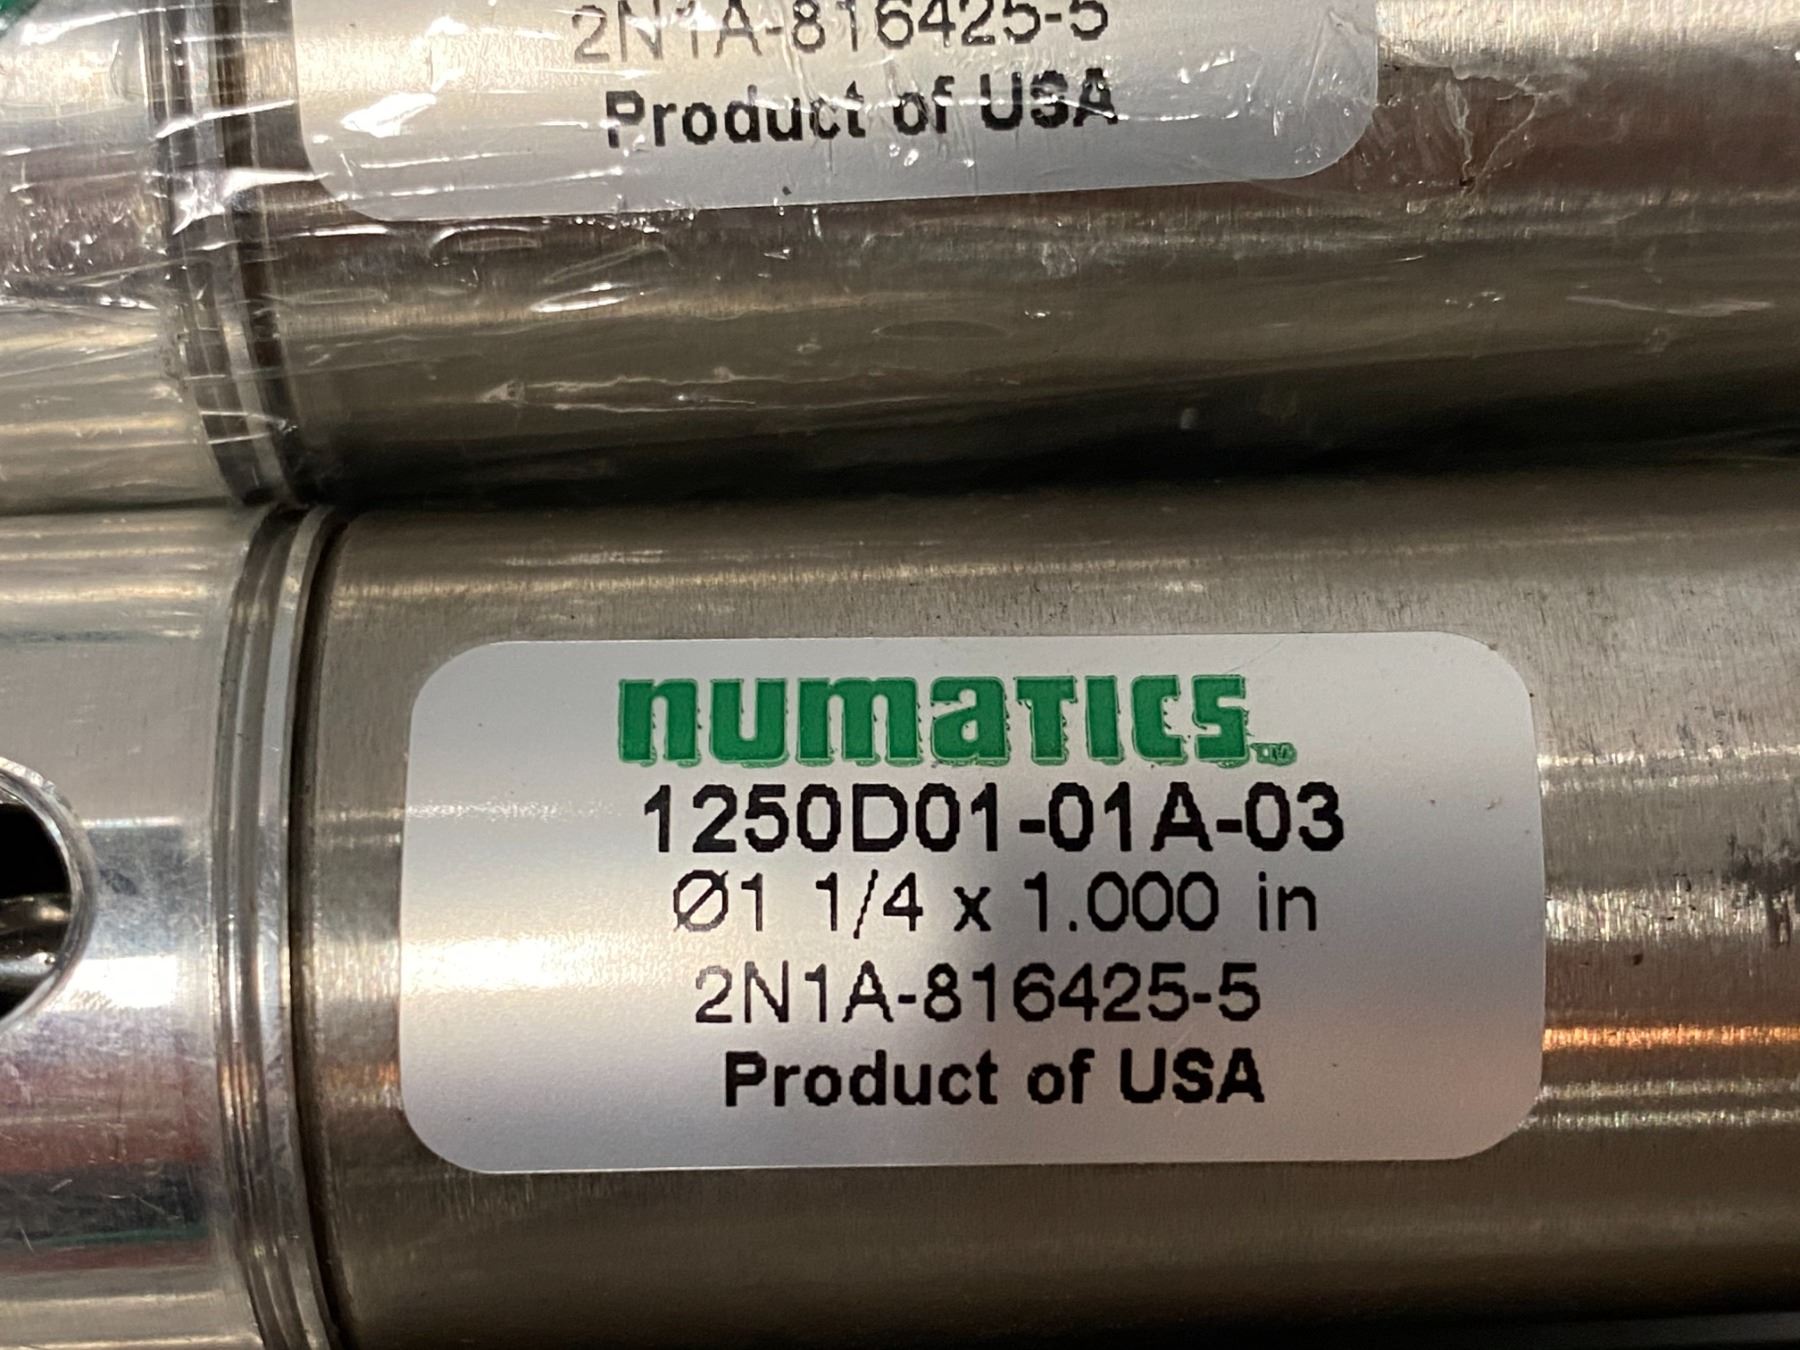 2N1A-816425-5
Product of USA
numatics™
1250D01-01A-03
Ø1 1/4 x 1.000 in
2N1A-816425-5
Product of USA